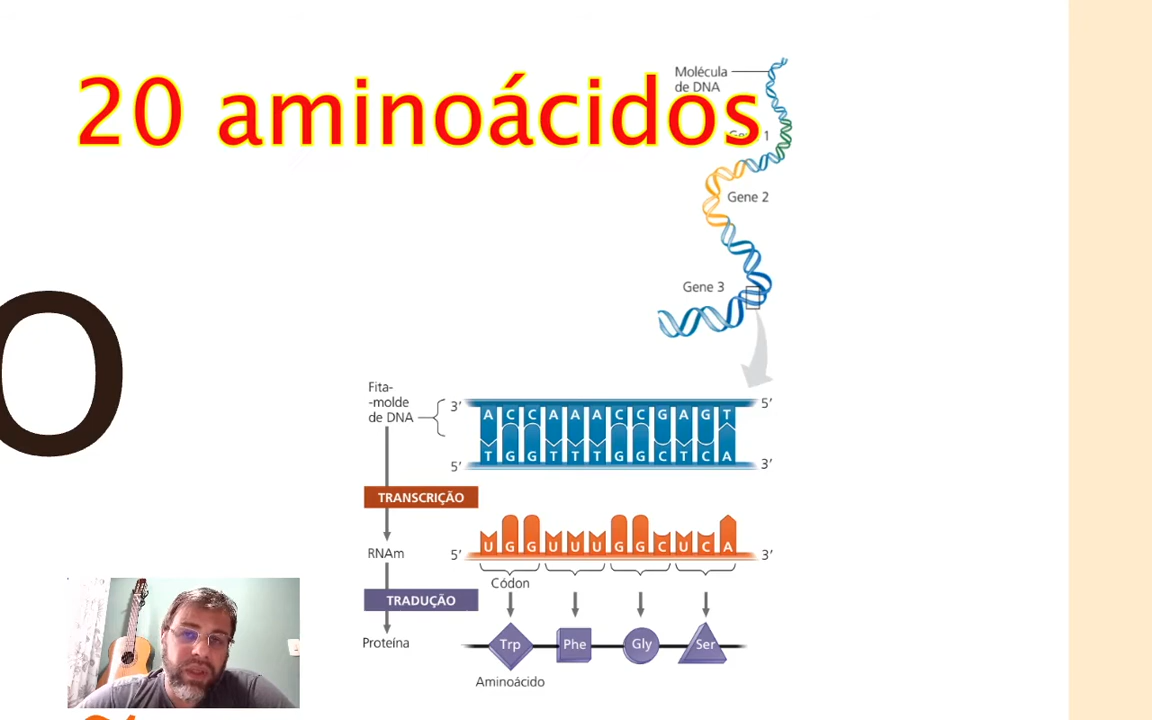 Molécula
de DNA
20 aminoácidos
1
Gene 2
Gene 3
Fita-
-molde
de DNA
3’ 5’
A C C A A A C C G A G T
T G G T T T G G C T C A
5’ 3’
TRANSCRIÇÃO
RNAm
5’ U G G U U U G G C U C A 3’
Códon
TRADUÇÃO
Proteína
Trp Phe Gly Ser
Aminoácido
O